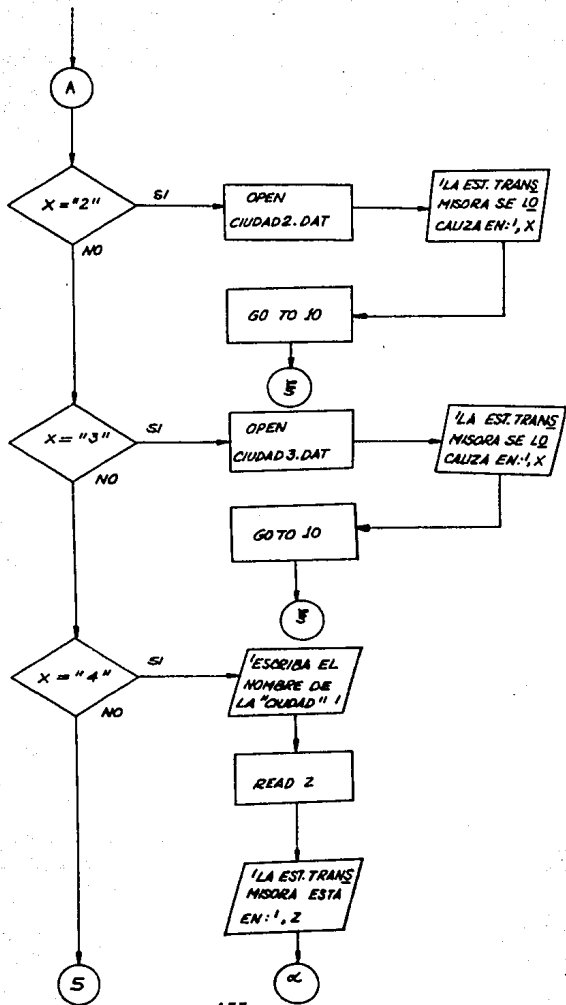 A
X = "2"
SI
NO
OPEN
CIUDAD2.DAT
'LA EST. TRANS
MISORA SE LO
CALIZA EN:', X
GO TO 10
X = "3"
SI
NO
OPEN
CIUDAD3.DAT
'LA EST. TRANS
MISORA SE LO
CALIZA EN:', X
GO TO 10
X = "4"
SI
NO
'ESCRIBA EL
NOMBRE DE
LA "CIUDAD" '
READ Z
'LA EST. TRANS
MISORA ESTÁ
EN:', Z
5
α